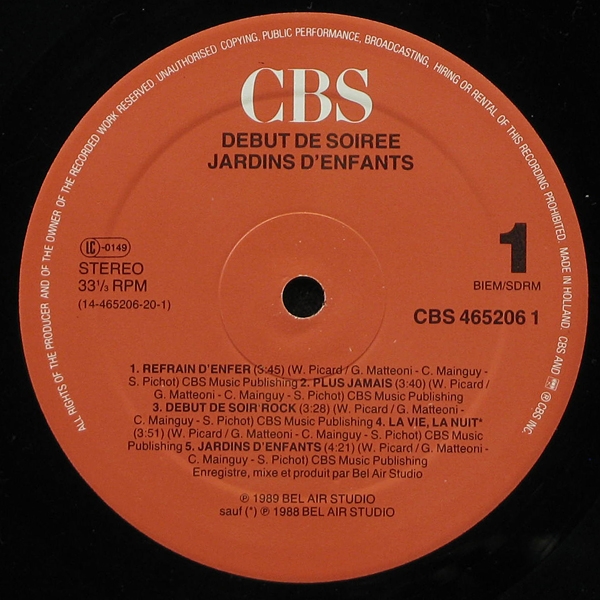 ALL RIGHTS OF THE PRODUCER AND OF THE OWNER OF THE RECORDED WORK RESERVED. UNAUTHORISED COPYING, PUBLIC PERFORMANCE, BROADCASTING, HIRING OR RENTAL OF THIS RECORDING PROHIBITED. MADE IN HOLLAND. CBS AND ℗ CBS INC.
CBS
DEBUT DE SOIREE
JARDINS D'ENFANTS
LC-0149
STEREO
33⅓ RPM
(14-465206-20-1)
1
BIEM/SDRM
CBS 465206 1
1. REFRAIN D'ENFER (3:45) (W. Picard / G. Matteoni - C. Mainguy -
S. Pichot) CBS Music Publishing 2. PLUS JAMAIS (3:40) (W. Picard /
G. Matteoni - C. Mainguy - S. Pichot) CBS Music Publishing
3. DEBUT DE SOIR'ROCK (3:28) (W. Picard / G. Matteoni -
C. Mainguy - S. Pichot) CBS Music Publishing 4. LA VIE, LA NUIT*
(3:51) (W. Picard / G. Matteoni - C. Mainguy - S. Pichot) CBS Music
Publishing 5. JARDINS D'ENFANTS (4:21) (W. Picard / G. Matteoni -
C. Mainguy - S. Pichot) CBS Music Publishing
Enregistre, mixe et produit par Bel Air Studio
℗ 1989 BEL AIR STUDIO
sauf (*) ℗ 1988 BEL AIR STUDIO